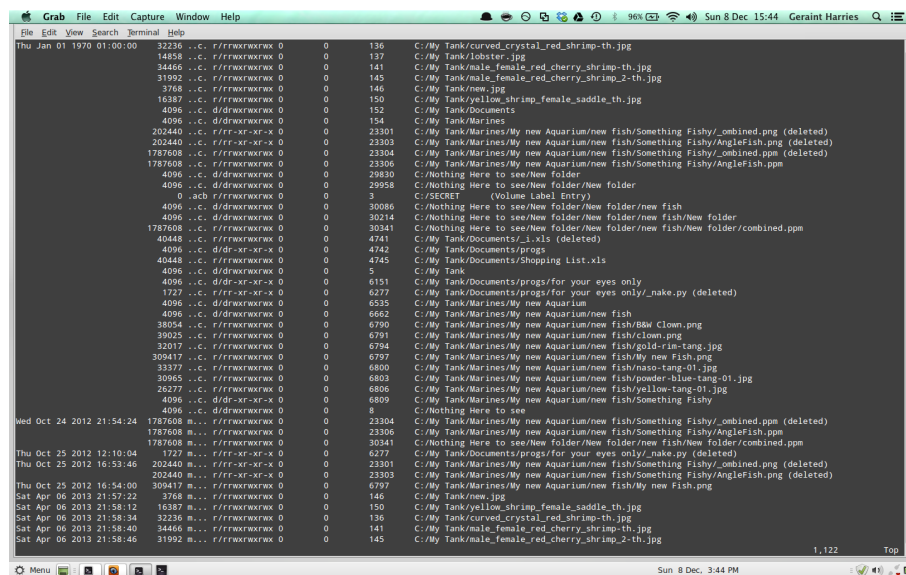 Grab File Edit Capture Window Help 96% Sun 8 Dec 15:44 Geraint Harries
File Edit View Search Terminal Help
Thu Jan 01 1970 01:00:00 32236 ..c. r/rrwxrwxrwx 0 0 136 C:/My Tank/curved_crystal_red_shrimp-th.jpg
14858 ..c. r/rrwxrwxrwx 0 0 137 C:/My Tank/lobster.jpg
34466 ..c. r/rrwxrwxrwx 0 0 141 C:/My Tank/male_female_red_cherry_shrimp-th.jpg
31992 ..c. r/rrwxrwxrwx 0 0 145 C:/My Tank/male_female_red_cherry_shrimp_2-th.jpg
3768 ..c. r/rrwxrwxrwx 0 0 146 C:/My Tank/new.jpg
16387 ..c. r/rrwxrwxrwx 0 0 150 C:/My Tank/yellow_shrimp_female_saddle_th.jpg
4096 ..c. d/drwxrwxrwx 0 0 152 C:/My Tank/Documents
4096 ..c. d/drwxrwxrwx 0 0 154 C:/My Tank/Marines
202440 ..c. r/rr-xr-xr-x 0 0 23301 C:/My Tank/Marines/My new Aquarium/new fish/Something Fishy/_ombined.png (deleted)
202440 ..c. r/rr-xr-xr-x 0 0 23303 C:/My Tank/Marines/My new Aquarium/new fish/Something Fishy/AngleFish.png (deleted)
1787608 ..c. r/rrwxrwxrwx 0 0 23304 C:/My Tank/Marines/My new Aquarium/new fish/Something Fishy/_ombined.ppm (deleted)
1787608 ..c. r/rrwxrwxrwx 0 0 23306 C:/My Tank/Marines/My new Aquarium/new fish/Something Fishy/AngelFish.ppm
4096 ..c. d/drwxrwxrwx 0 0 29830 C:/Nothing Here to see/New folder
4096 ..c. d/drwxrwxrwx 0 0 29958 C:/Nothing Here to see/New folder/New folder
0 .acb r/rrwxrwxrwx 0 0 3 C:/SECRET (Volume Label Entry)
4096 ..c. d/drwxrwxrwx 0 0 30086 C:/Nothing Here to see/New folder/New folder/new fish
4096 ..c. d/drwxrwxrwx 0 0 30214 C:/Nothing Here to see/New folder/New folder/new fish/New folder
1787608 ..c. r/rrwxrwxrwx 0 0 30341 C:/Nothing Here to see/New folder/New folder/new fish/New folder/combined.ppm
40448 ..c. r/rrwxrwxrwx 0 0 4741 C:/My Tank/Documents/_i.xls (deleted)
4096 ..c. d/dr-xr-xr-x 0 0 4742 C:/My Tank/Documents/progs
40448 ..c. r/rrwxrwxrwx 0 0 4745 C:/My Tank/Documents/Shopping List.xls
4096 ..c. d/drwxrwxrwx 0 0 5 C:/My Tank
4096 ..c. d/dr-xr-xr-x 0 0 6151 C:/My Tank/Documents/progs/for your eyes only
1727 ..c. r/rr-xr-xr-x 0 0 6277 C:/My Tank/Documents/progs/for your eyes only/_nake.py (deleted)
4096 ..c. d/drwxrwxrwx 0 0 6535 C:/My Tank/Marines/My new Aquarium
4096 ..c. d/drwxrwxrwx 0 0 6662 C:/My Tank/Marines/My new Aquarium/new fish
38054 ..c. r/rrwxrwxrwx 0 0 6790 C:/My Tank/Marines/My new Aquarium/new fish/B&W Clown.png
39025 ..c. r/rrwxrwxrwx 0 0 6791 C:/My Tank/Marines/My new Aquarium/new fish/clown.png
32017 ..c. r/rrwxrwxrwx 0 0 6794 C:/My Tank/Marines/My new Aquarium/new fish/gold-rim-tang.jpg
309417 ..c. r/rrwxrwxrwx 0 0 6797 C:/My Tank/Marines/My new Aquarium/new fish/My new Fish.png
33377 ..c. r/rrwxrwxrwx 0 0 6800 C:/My Tank/Marines/My new Aquarium/new fish/naso-tang-01.jpg
30965 ..c. r/rrwxrwxrwx 0 0 6803 C:/My Tank/Marines/My new Aquarium/new fish/powder-blue-tang-01.jpg
26277 ..c. r/rrwxrwxrwx 0 0 6806 C:/My Tank/Marines/My new Aquarium/new fish/yellow-tang-01.jpg
4096 ..c. d/dr-xr-xr-x 0 0 6809 C:/My Tank/Marines/My new Aquarium/new fish/Something Fishy
4096 ..c. d/drwxrwxrwx 0 0 8 C:/Nothing Here to see
Wed Oct 24 2012 21:54:24 1787608 m... r/rrwxrwxrwx 0 0 23304 C:/My Tank/Marines/My new Aquarium/new fish/Something Fishy/_ombined.ppm (deleted)
1787608 m... r/rrwxrwxrwx 0 0 23306 C:/My Tank/Marines/My new Aquarium/new fish/Something Fishy/AngelFish.ppm
1787608 m... r/rrwxrwxrwx 0 0 30341 C:/Nothing Here to see/New folder/New folder/new fish/New folder/combined.ppm
Thu Oct 25 2012 12:10:04 1727 m... r/rr-xr-xr-x 0 0 6277 C:/My Tank/Documents/progs/for your eyes only/_nake.py (deleted)
Thu Oct 25 2012 16:53:46 202440 m... r/rr-xr-xr-x 0 0 23301 C:/My Tank/Marines/My new Aquarium/new fish/Something Fishy/_ombined.png (deleted)
202440 m... r/rr-xr-xr-x 0 0 23303 C:/My Tank/Marines/My new Aquarium/new fish/Something Fishy/AngleFish.png (deleted)
Thu Oct 25 2012 16:54:00 309417 m... r/rrwxrwxrwx 0 0 6797 C:/My Tank/Marines/My new Aquarium/new fish/My new Fish.png
Sat Apr 06 2013 21:57:22 3768 m... r/rrwxrwxrwx 0 0 146 C:/My Tank/new.jpg
Sat Apr 06 2013 21:58:12 16387 m... r/rrwxrwxrwx 0 0 150 C:/My Tank/yellow_shrimp_female_saddle_th.jpg
Sat Apr 06 2013 21:58:34 32236 m... r/rrwxrwxrwx 0 0 136 C:/My Tank/curved_crystal_red_shrimp-th.jpg
Sat Apr 06 2013 21:58:40 34466 m... r/rrwxrwxrwx 0 0 141 C:/My Tank/male_female_red_cherry_shrimp-th.jpg
Sat Apr 06 2013 21:58:46 31992 m... r/rrwxrwxrwx 0 0 145 C:/My Tank/male_female_red_cherry_shrimp_2-th.jpg
1,122 Top
Menu Sun 8 Dec, 3:44 PM